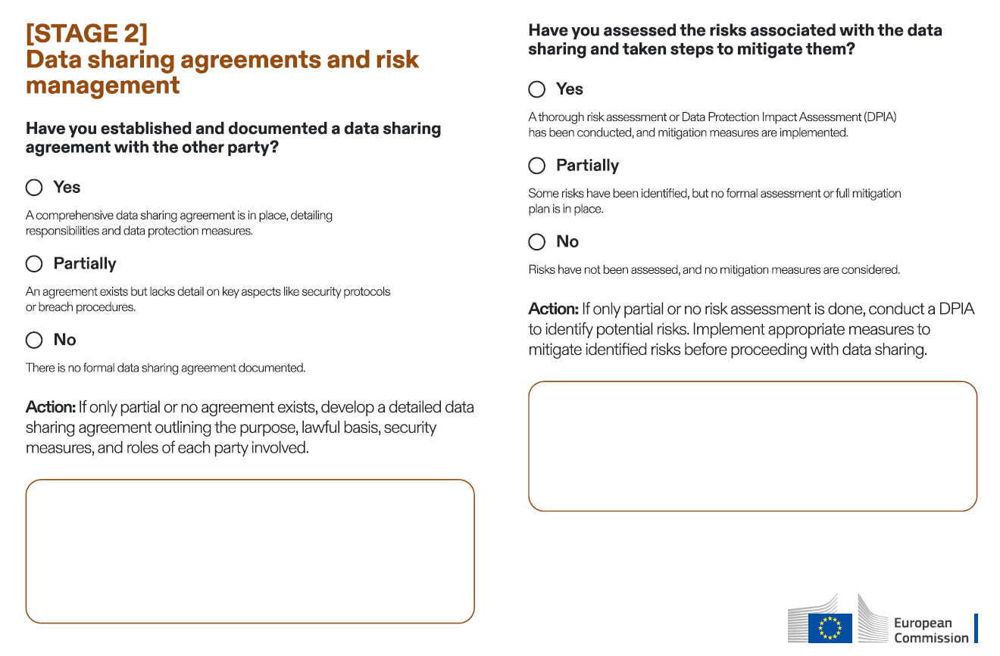 [STAGE 2]
Data sharing agreements and risk
management
Have you established and documented a data sharing
agreement with the other party?
Yes
A comprehensive data sharing agreement is in place, detailing
responsibilities and data protection measures.
Partially
An agreement exists but lacks detail on key aspects like security protocols
or breach procedures.
No
There is no formal data sharing agreement documented.
Action: If only partial or no agreement exists, develop a detailed data
sharing agreement outlining the purpose, lawful basis, security
measures, and roles of each party involved.
Have you assessed the risks associated with the data
sharing and taken steps to mitigate them?
Yes
A thorough risk assessment or Data Protection Impact Assessment (DPIA)
has been conducted, and mitigation measures are implemented.
Partially
Some risks have been identified, but no formal assessment or full mitigation
plan is in place.
No
Risks have not been assessed, and no mitigation measures are considered.
Action: If only partial or no risk assessment is done, conduct a DPIA
to identify potential risks. Implement appropriate measures to
mitigate identified risks before proceeding with data sharing.
European
Commission